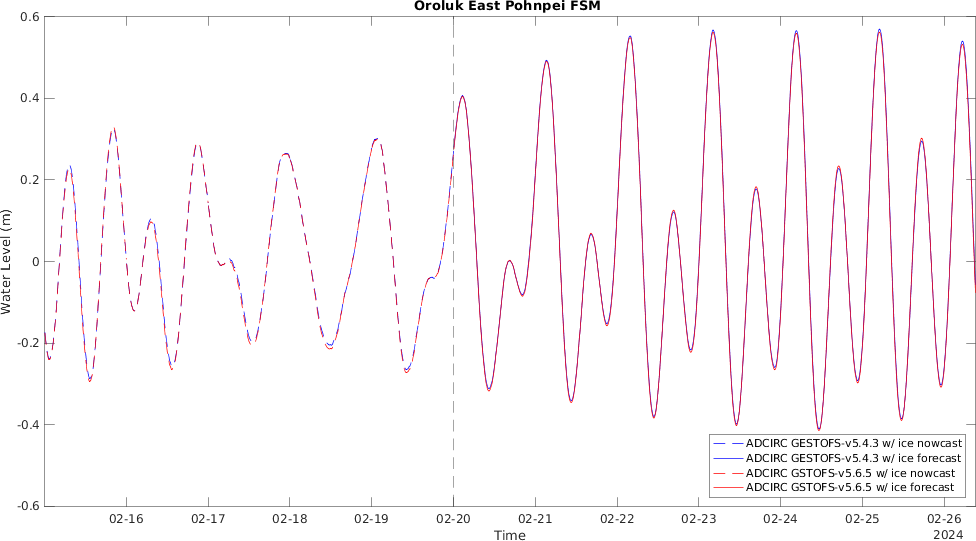 Oroluk East Pohnpei FSM
0.6
0.4
0.2
0
-0.2
-0.4
-0.6
Water Level (m)
ADCIRC GESTOFS-v5.4.3 w/ ice nowcast
ADCIRC GESTOFS-v5.4.3 w/ ice forecast
ADCIRC GSTOFS-v5.6.5 w/ ice nowcast
ADCIRC GSTOFS-v5.6.5 w/ ice forecast
02-16 02-17 02-18 02-19 02-20 02-21 02-22 02-23 02-24 02-25 02-26
Time
2024